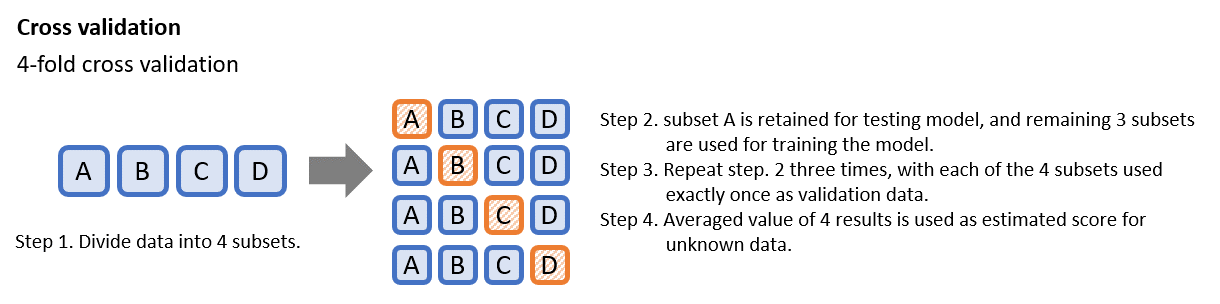 Cross validation
4-fold cross validation
A B C D
Step 1. Divide data into 4 subsets.
A B C D
A B C D
A B C D
A B C D
Step 2. subset A is retained for testing model, and remaining 3 subsets
are used for training the model.
Step 3. Repeat step. 2 three times, with each of the 4 subsets used
exactly once as validation data.
Step 4. Averaged value of 4 results is used as estimated score for
unknown data.